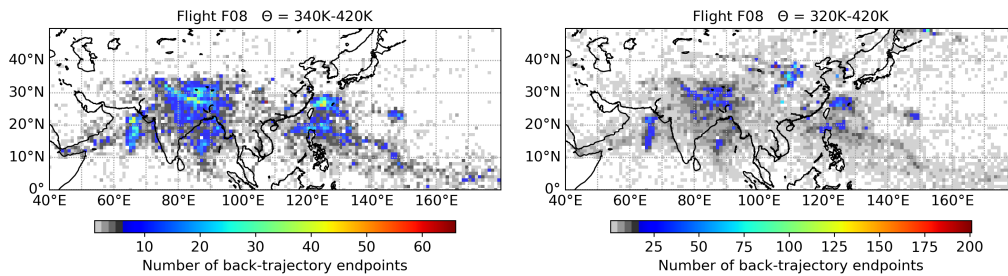 Flight F08   Θ = 340K-420K
40°N
30°N
20°N
10°N
0°
40°E 60°E 80°E 100°E 120°E 140°E 160°E
10 20 30 40 50 60
Number of back-trajectory endpoints
Flight F08   Θ = 320K-420K
40°N
30°N
20°N
10°N
0°
40°E 60°E 80°E 100°E 120°E 140°E 160°E
25 50 75 100 125 150 175 200
Number of back-trajectory endpoints